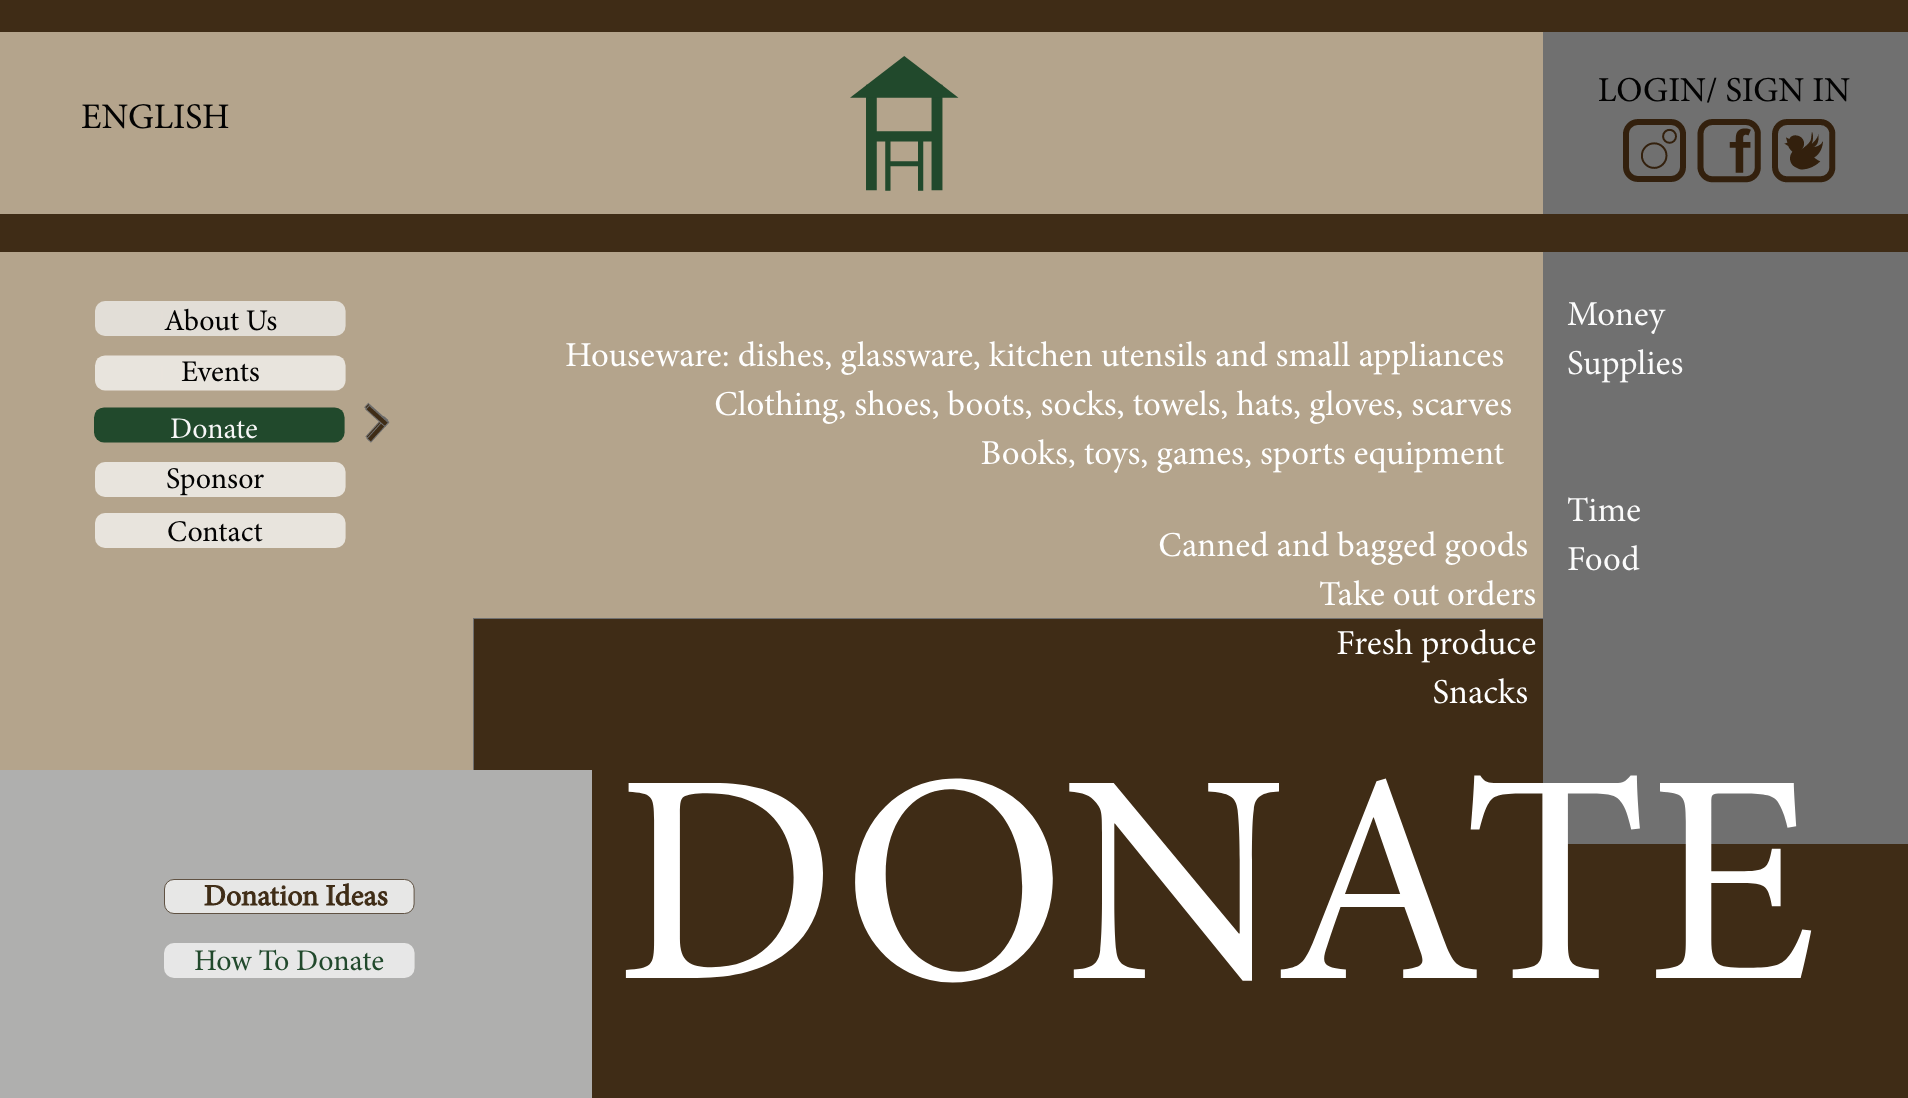 ENGLISH
LOGIN/ SIGN IN
About Us
Events
Donate
Sponsor
Contact
Houseware: dishes, glassware, kitchen utensils and small appliances
Clothing, shoes, boots, socks, towels, hats, gloves, scarves
Books, toys, games, sports equipment
Canned and bagged goods
Take out orders
Fresh produce
Snacks
Money
Supplies
Time
Food
Donation Ideas
How To Donate
DONATE